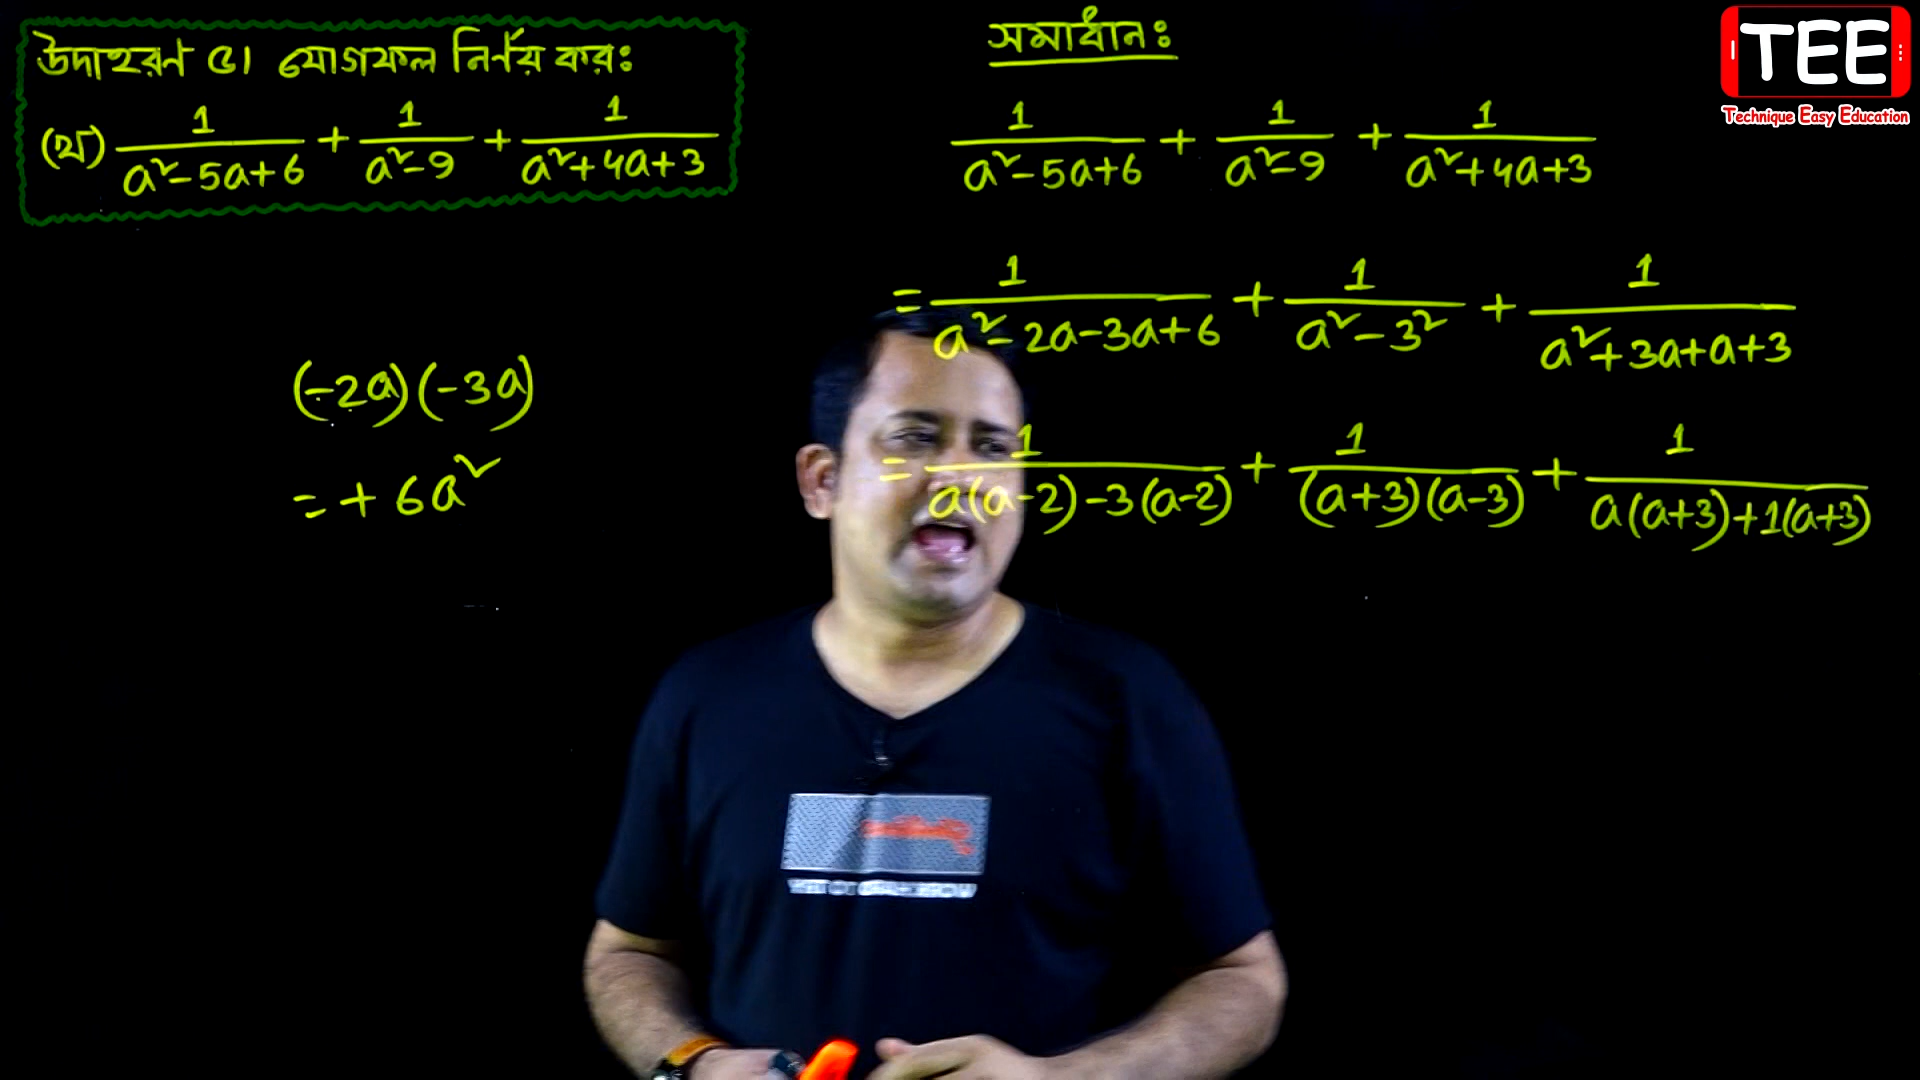 উদাহরণ ৫। যোগফল নির্ণয় কর:
(খ) 1/(a²-5a+6) + 1/(a²-9) + 1/(a²+4a+3)
(-2a)(-3a)
= + 6a²
সমাধান:
1/(a²-5a+6) + 1/(a²-9) + 1/(a²+4a+3)
= 1/(a²-2a-3a+6) + 1/(a²-3²) + 1/(a²+3a+a+3)
= 1/(a(a-2)-3(a-2)) + 1/((a+3)(a-3)) + 1/(a(a+3)+1(a+3))
TEE
Technique Easy Education